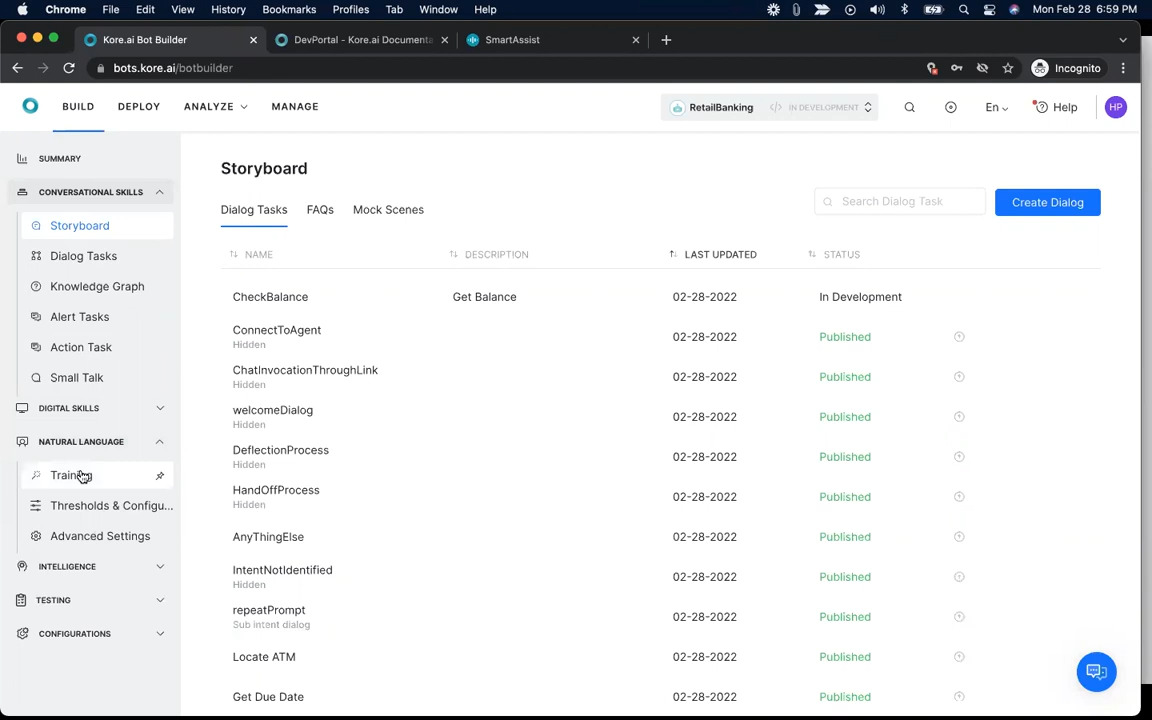 Chrome File Edit View History Bookmarks Profiles Tab Window Help Mon Feb 28 6:59 PM
Kore.ai Bot Builder DevPortal - Kore.ai Documenta SmartAssist
bots.kore.ai/botbuilder Incognito
BUILD DEPLOY ANALYZE MANAGE RetailBanking </> IN DEVELOPMENT En Help HP
SUMMARY
CONVERSATIONAL SKILLS
Storyboard
Dialog Tasks
Knowledge Graph
Alert Tasks
Action Task
Small Talk
DIGITAL SKILLS
NATURAL LANGUAGE
Training
Thresholds & Configu...
Advanced Settings
INTELLIGENCE
TESTING
CONFIGURATIONS
Storyboard
Dialog Tasks FAQs Mock Scenes
Search Dialog Task Create Dialog
NAME DESCRIPTION LAST UPDATED STATUS
CheckBalance Get Balance 02-28-2022 In Development
ConnectToAgent 02-28-2022 Published
Hidden
ChatInvocationThroughLink 02-28-2022 Published
Hidden
welcomeDialog 02-28-2022 Published
Hidden
DeflectionProcess 02-28-2022 Published
Hidden
HandOffProcess 02-28-2022 Published
Hidden
AnyThingElse 02-28-2022 Published
IntentNotIdentified 02-28-2022 Published
Hidden
repeatPrompt 02-28-2022 Published
Sub intent dialog
Locate ATM 02-28-2022 Published
Get Due Date 02-28-2022 Published